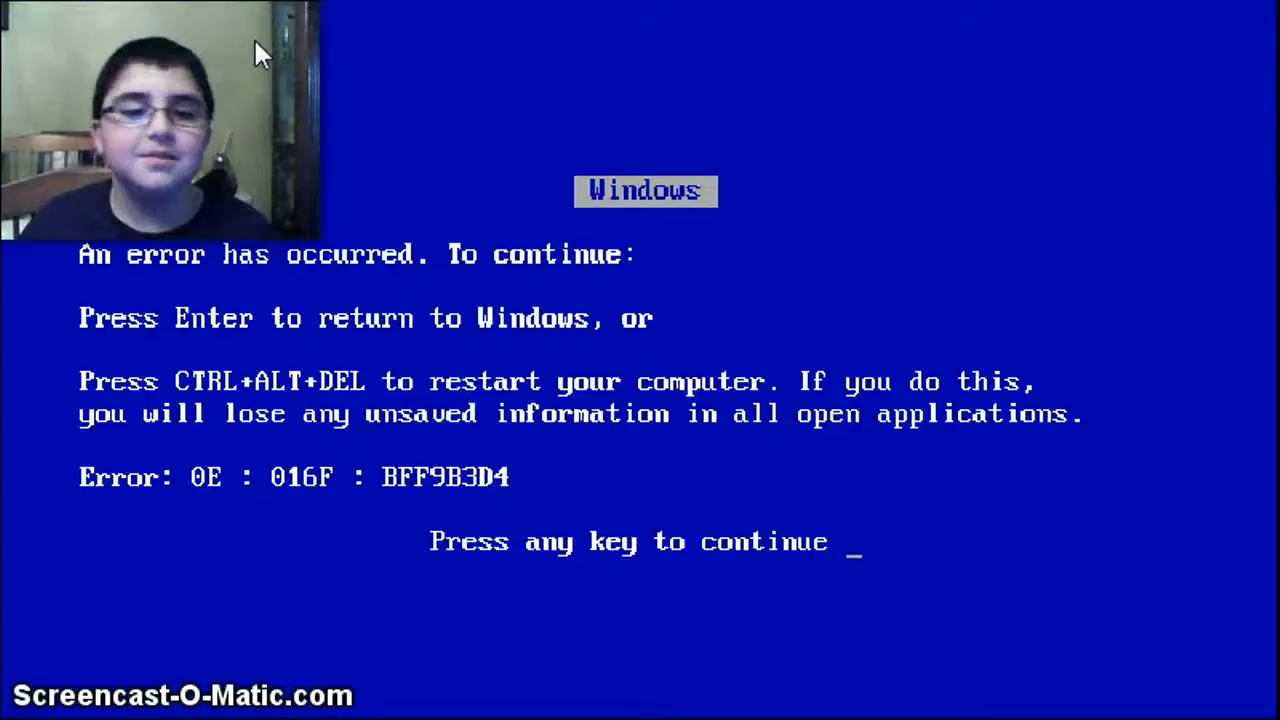 Windows
An error has occurred. To continue:
Press Enter to return to Windows, or
Press CTRL+ALT+DEL to restart your computer. If you do this,
you will lose any unsaved information in all open applications.
Error: 0E : 016F : BFF9B3D4
Press any key to continue _
Screencast-O-Matic.com